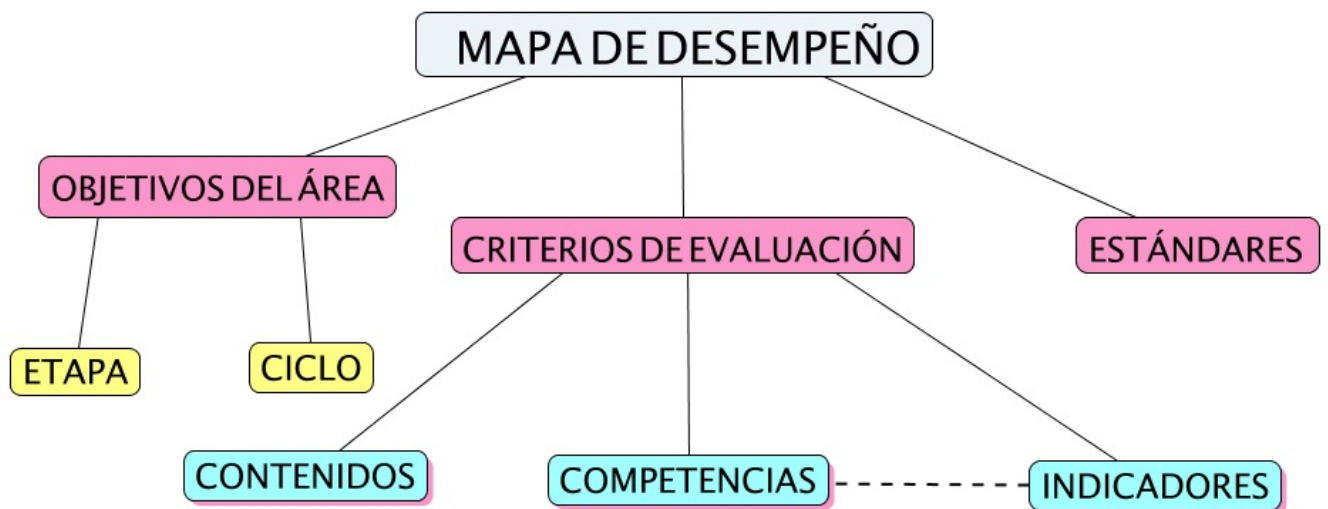 MAPA DE DESEMPEÑO
OBJETIVOS DEL ÁREA
CRITERIOS DE EVALUACIÓN
ESTÁNDARES
ETAPA
CICLO
CONTENIDOS
COMPETENCIAS
INDICADORES